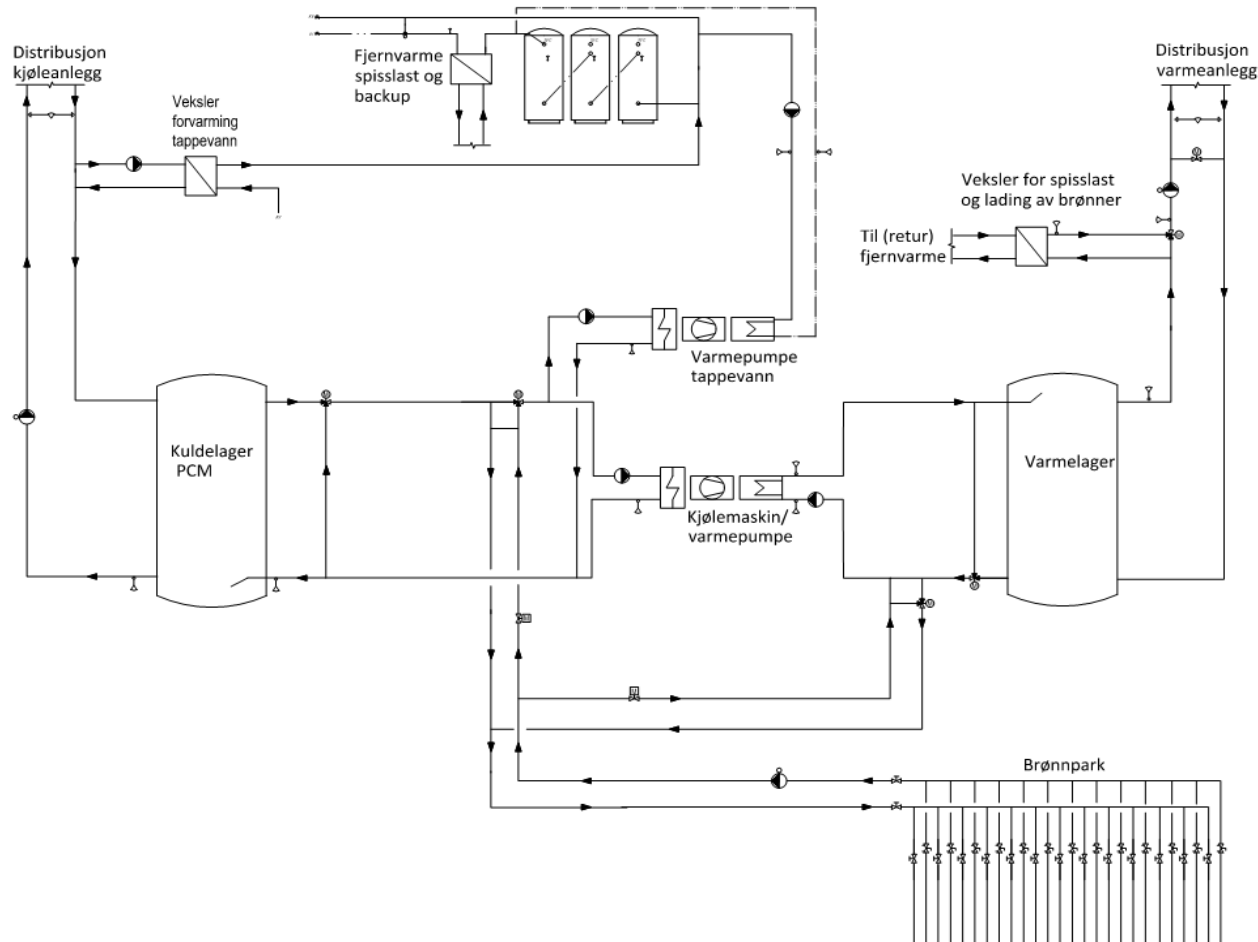 Distribusjon
kjøleanlegg
Fjernvarme
spisslast og
backup
T
T
T
Distribusjon
varmeanlegg
Veksler
forvarming
tappevann
Veksler for spisslast
og lading av brønner
Til (retur)
fjernvarme
Varmepumpe
tappevann
Kuldelager
PCM
Varmelager
Kjølemaskin/
varmepumpe
Brønnpark